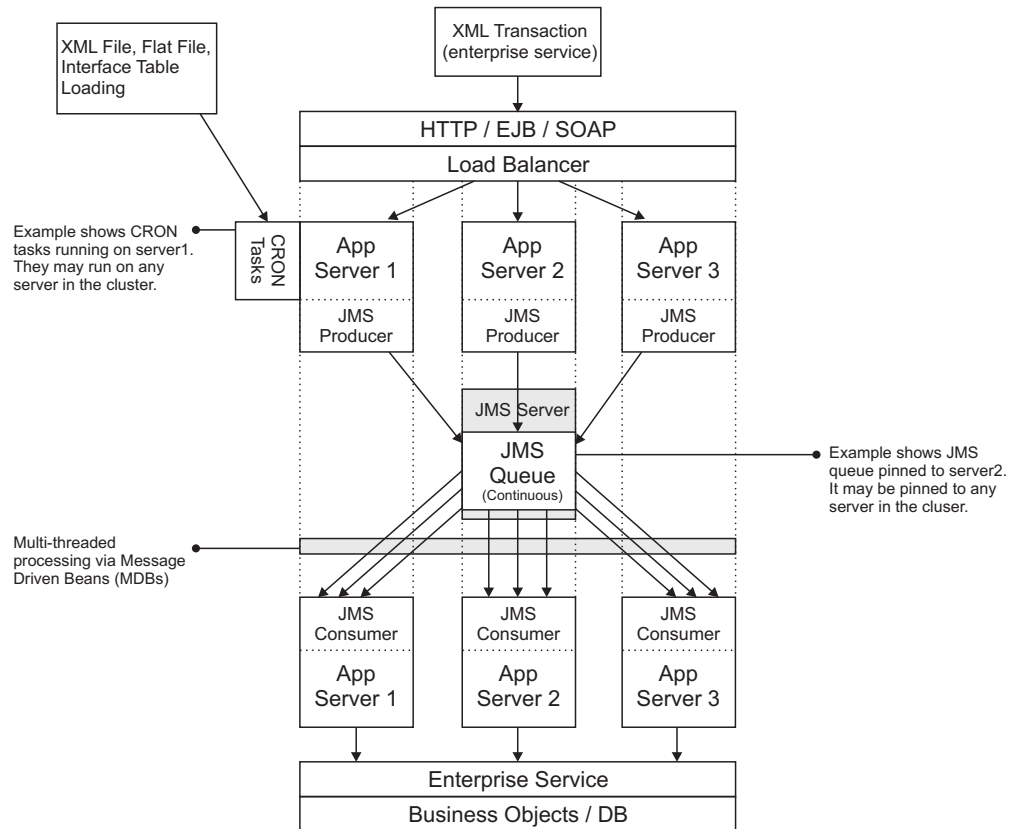 XML File, Flat File,
Interface Table
Loading
XML Transaction
(enterprise service)
HTTP / EJB / SOAP
Load Balancer
Example shows CRON
tasks running on server1.
They may run on any
server in the cluster.
CRON
Tasks
App
Server 1
App
Server 2
App
Server 3
JMS
Producer
JMS
Producer
JMS
Producer
JMS Server
JMS
Queue
(Continuous)
Example shows JMS
queue pinned to server2.
It may be pinned to any
server in the cluser.
Multi-threaded
processing via Message
Driven Beans (MDBs)
JMS
Consumer
JMS
Consumer
JMS
Consumer
App
Server 1
App
Server 2
App
Server 3
Enterprise Service
Business Objects / DB